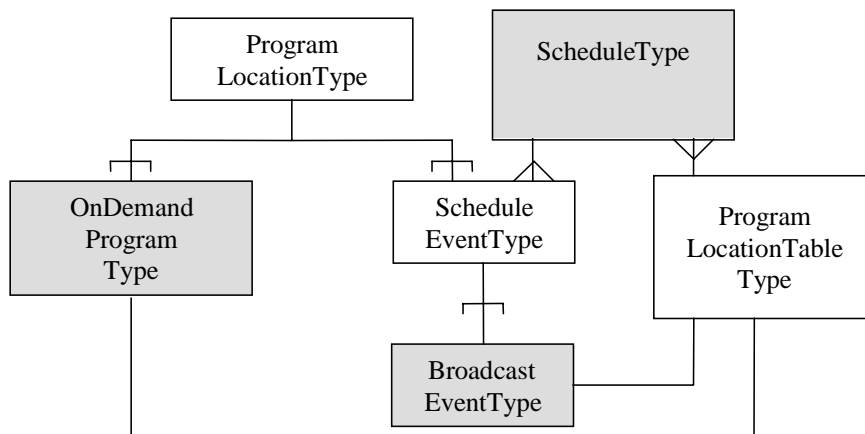 Program
LocationType
ScheduleType
OnDemand
Program
Type
Schedule
EventType
Program
LocationTable
Type
Broadcast
EventType